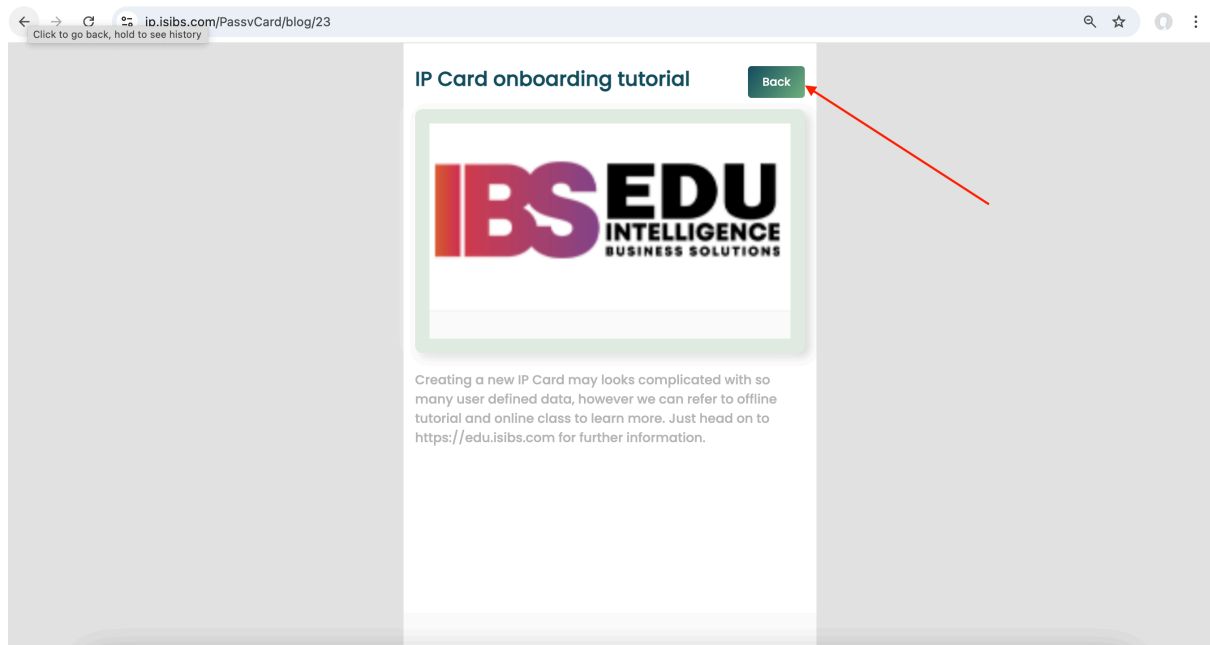 ip.isibs.com/PassvCard/blog/23
Click to go back, hold to see history
IP Card onboarding tutorial
Back
IBS EDU
INTELLIGENCE
BUSINESS SOLUTIONS
Creating a new IP Card may looks complicated with so
many user defined data, however we can refer to offline
tutorial and online class to learn more. Just head on to
https://edu.isibs.com for further information.